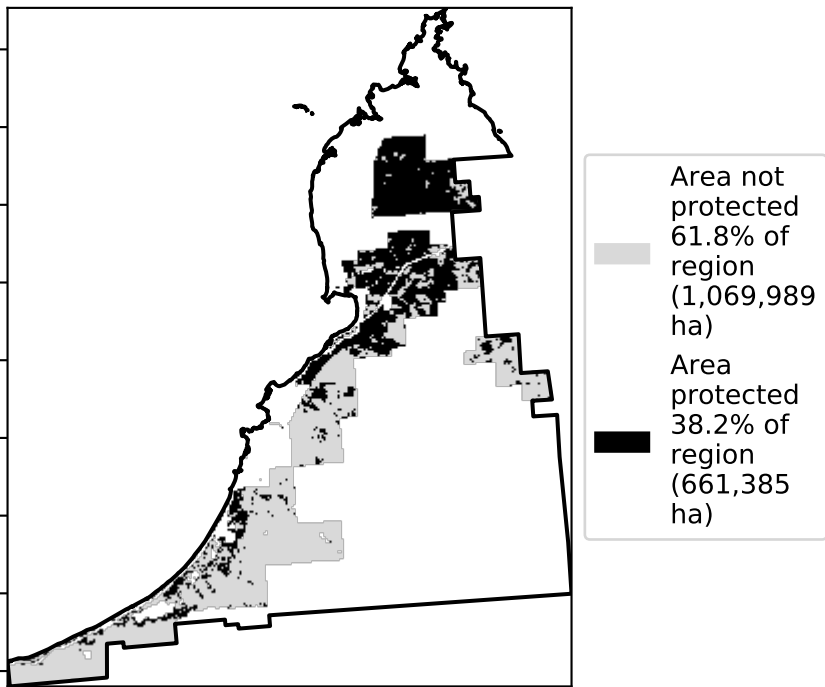 Area not
protected
61.8% of
region
(1,069,989
ha)
Area
protected
38.2% of
region
(661,385
ha)